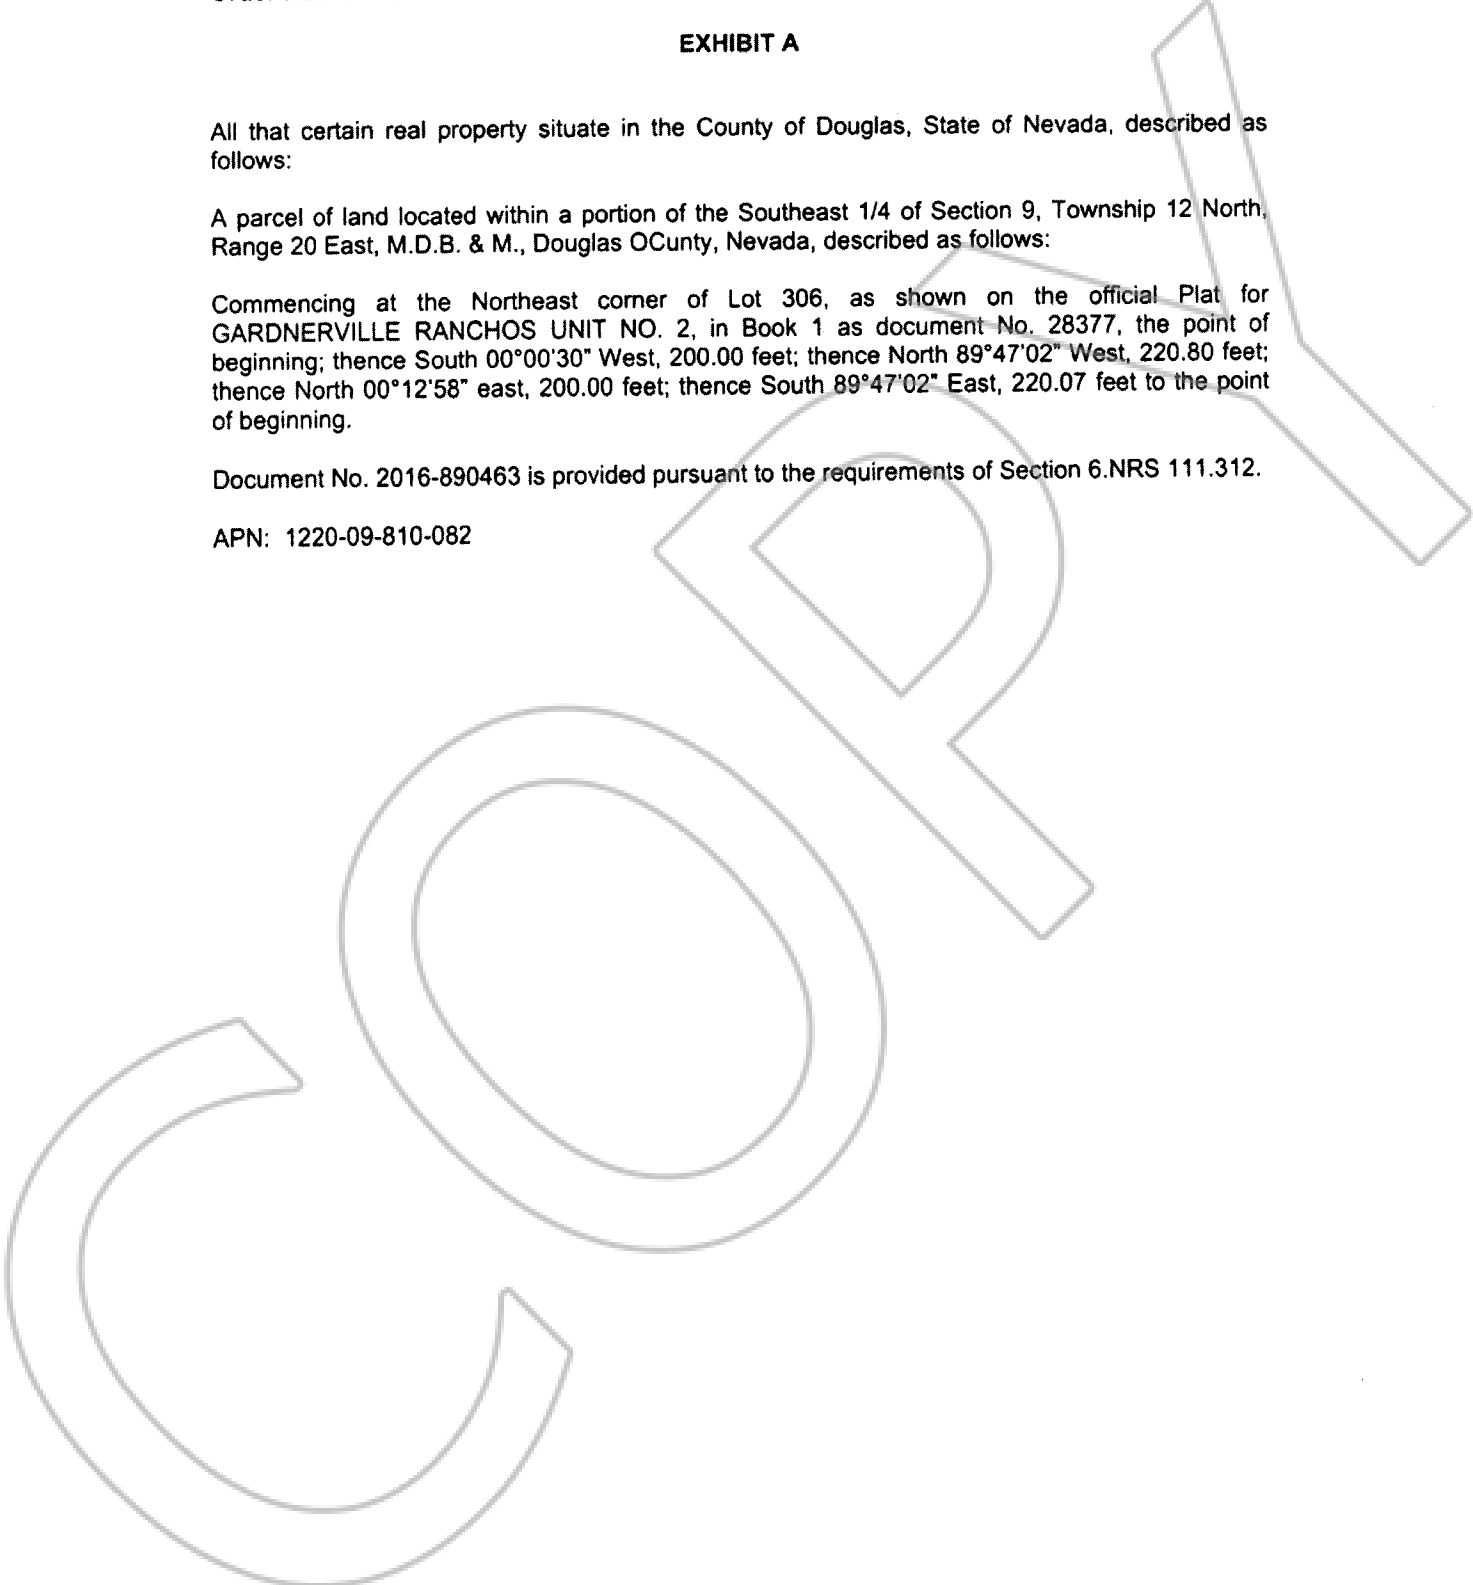 EXHIBIT A
All that certain real property situate in the County of Douglas, State of Nevada, described as
follows:
A parcel of land located within a portion of the Southeast 1/4 of Section 9, Township 12 North,
Range 20 East, M.D.B. & M., Douglas OCunty, Nevada, described as follows:
Commencing at the Northeast corner of Lot 306, as shown on the official Plat for
GARDNERVILLE RANCHOS UNIT NO. 2, in Book 1 as document No. 28377, the point of
beginning; thence South 00°00'30" West, 200.00 feet; thence North 89°47'02" West, 220.80 feet;
thence North 00°12'58" east, 200.00 feet; thence South 89°47'02" East, 220.07 feet to the point
of beginning.
Document No. 2016-890463 is provided pursuant to the requirements of Section 6.NRS 111.312.
APN: 1220-09-810-082
COPY